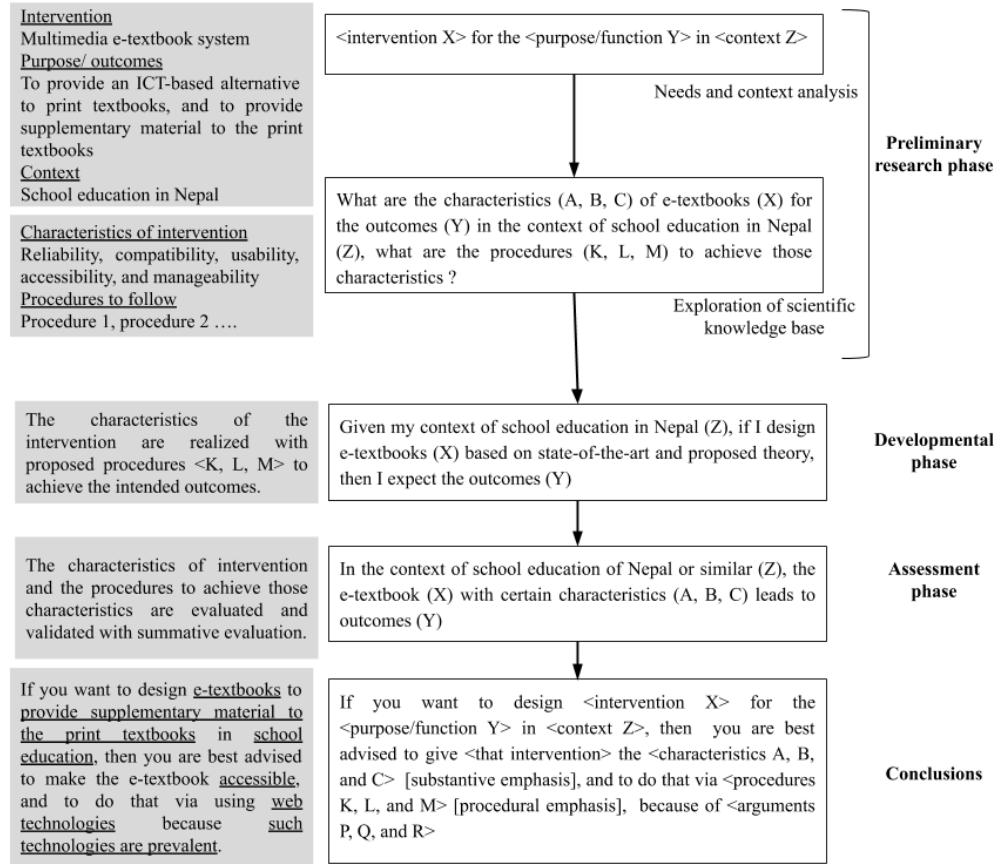 Intervention
Multimedia e-textbook system
Purpose/ outcomes
To provide an ICT-based alternative
to print textbooks, and to provide
supplementary material to the print
textbooks
Context
School education in Nepal
<intervention X> for the <purpose/function Y> in <context Z>
Needs and context analysis
Preliminary
research phase
Characteristics of intervention
Reliability, compatibility, usability,
accessibility, and manageability
Procedures to follow
Procedure 1, procedure 2 ….
What are the characteristics (A, B, C) of e-textbooks (X) for
the outcomes (Y) in the context of school education in Nepal
(Z), what are the procedures (K, L, M) to achieve those
characteristics ?
Exploration of scientific
knowledge base
The characteristics of the
intervention are realized with
proposed procedures <K, L, M> to
achieve the intended outcomes.
Given my context of school education in Nepal (Z), if I design
e-textbooks (X) based on state-of-the-art and proposed theory,
then I expect the outcomes (Y)
Developmental
phase
The characteristics of intervention
and the procedures to achieve those
characteristics are evaluated and
validated with summative evaluation.
In the context of school education of Nepal or similar (Z), the
e-textbook (X) with certain characteristics (A, B, C) leads to
outcomes (Y)
Assessment
phase
If you want to design e-textbooks to
provide supplementary material to
the print textbooks in school
education, then you are best advised
to make the e-textbook accessible,
and to do that via using web
technologies because such
technologies are prevalent.
If you want to design <intervention X> for the
<purpose/function Y> in <context Z>, then you are best
advised to give <that intervention> the <characteristics A, B,
and C> [substantive emphasis], and to do that via <procedures
K, L, and M> [procedural emphasis], because of <arguments
P, Q, and R>
Conclusions